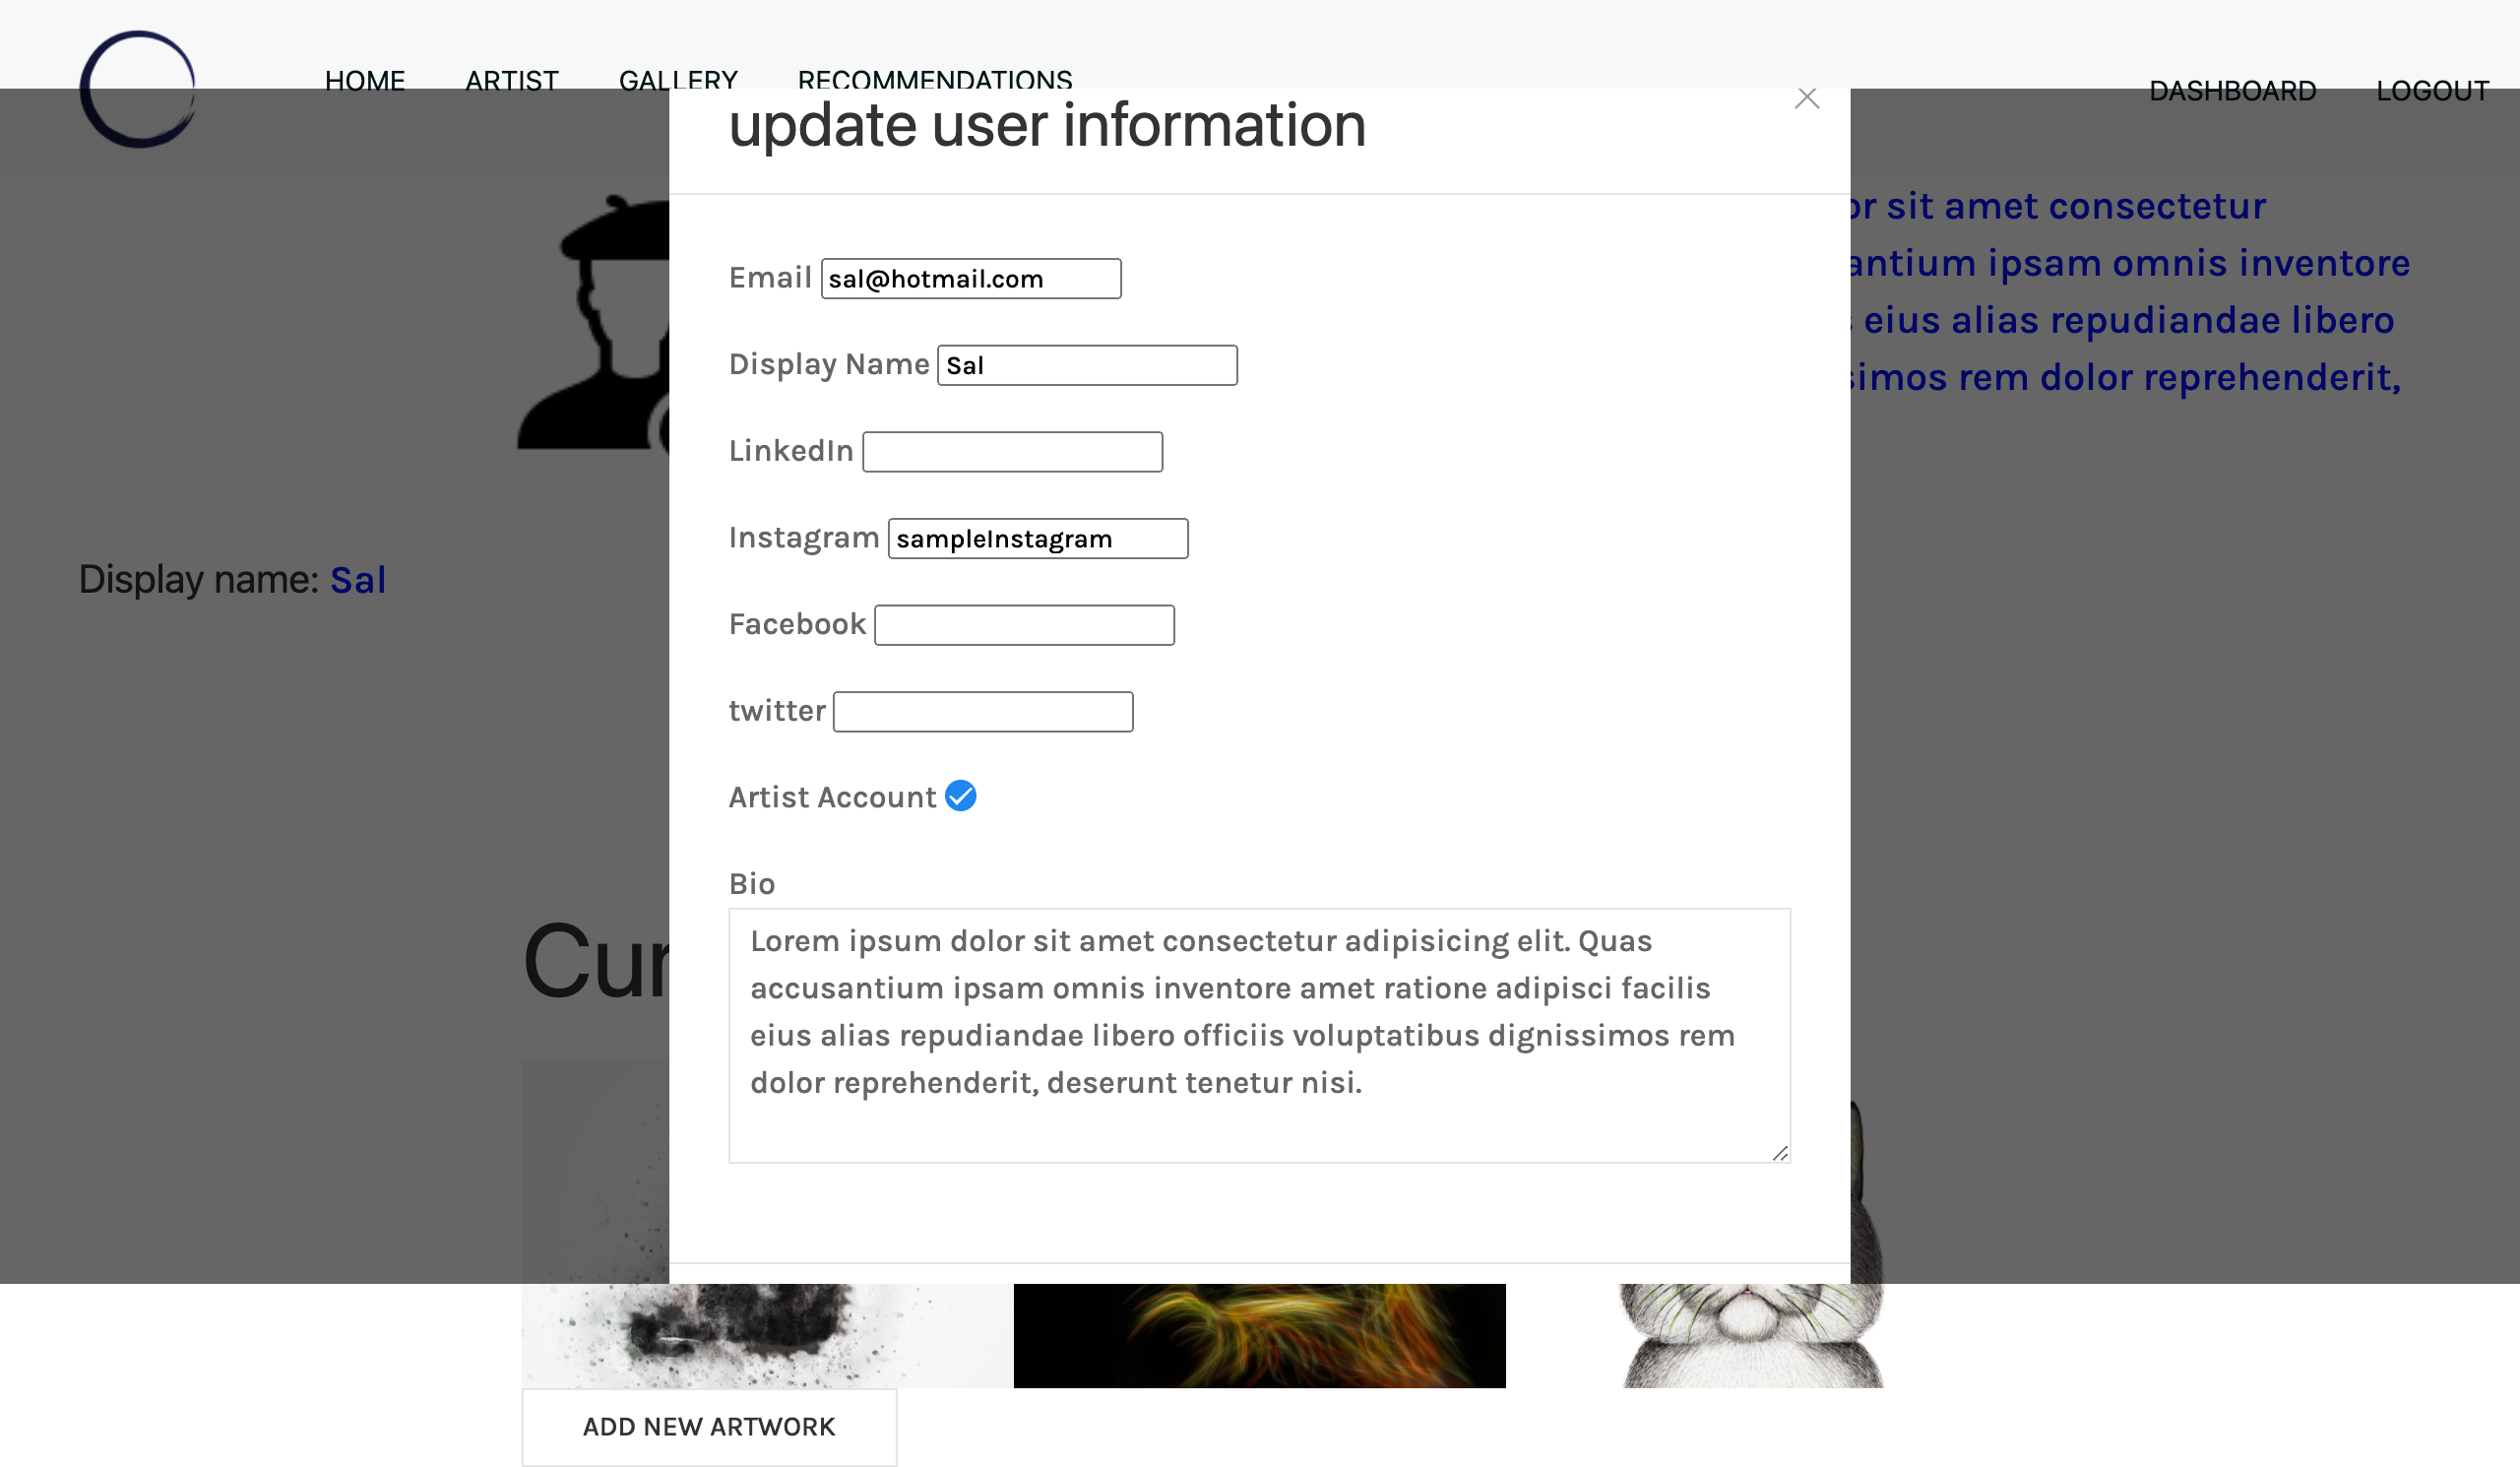 HOME ARTIST GALLERY RECOMMENDATIONS
DASHBOARD LOGOUT
update user information
sit amet consectetur
ipsam omnis inventore
eius alias repudiandae libero
rem dolor reprehenderit,
Email sal@hotmail.com
Display Name Sal
LinkedIn
Instagram sampleInstagram
Display name: Sal
Facebook
twitter
Artist Account
Bio
Lorem ipsum dolor sit amet consectetur adipisicing elit. Quas
accusantium ipsam omnis inventore amet ratione adipisci facilis
eius alias repudiandae libero officiis voluptatibus dignissimos rem
dolor reprehenderit, deserunt tenetur nisi.
ADD NEW ARTWORK